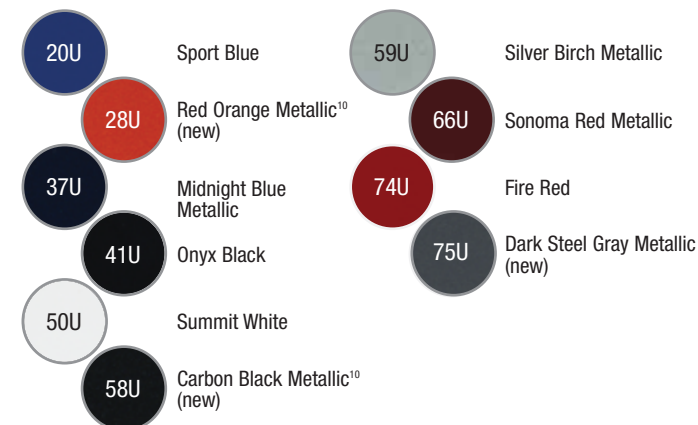 20U
Sport Blue
28U
Red Orange Metallic¹⁰
(new)
37U
Midnight Blue
Metallic
41U
Onyx Black
50U
Summit White
58U
Carbon Black Metallic¹⁰
(new)
59U
Silver Birch Metallic
66U
Sonoma Red Metallic
74U
Fire Red
75U
Dark Steel Gray Metallic
(new)